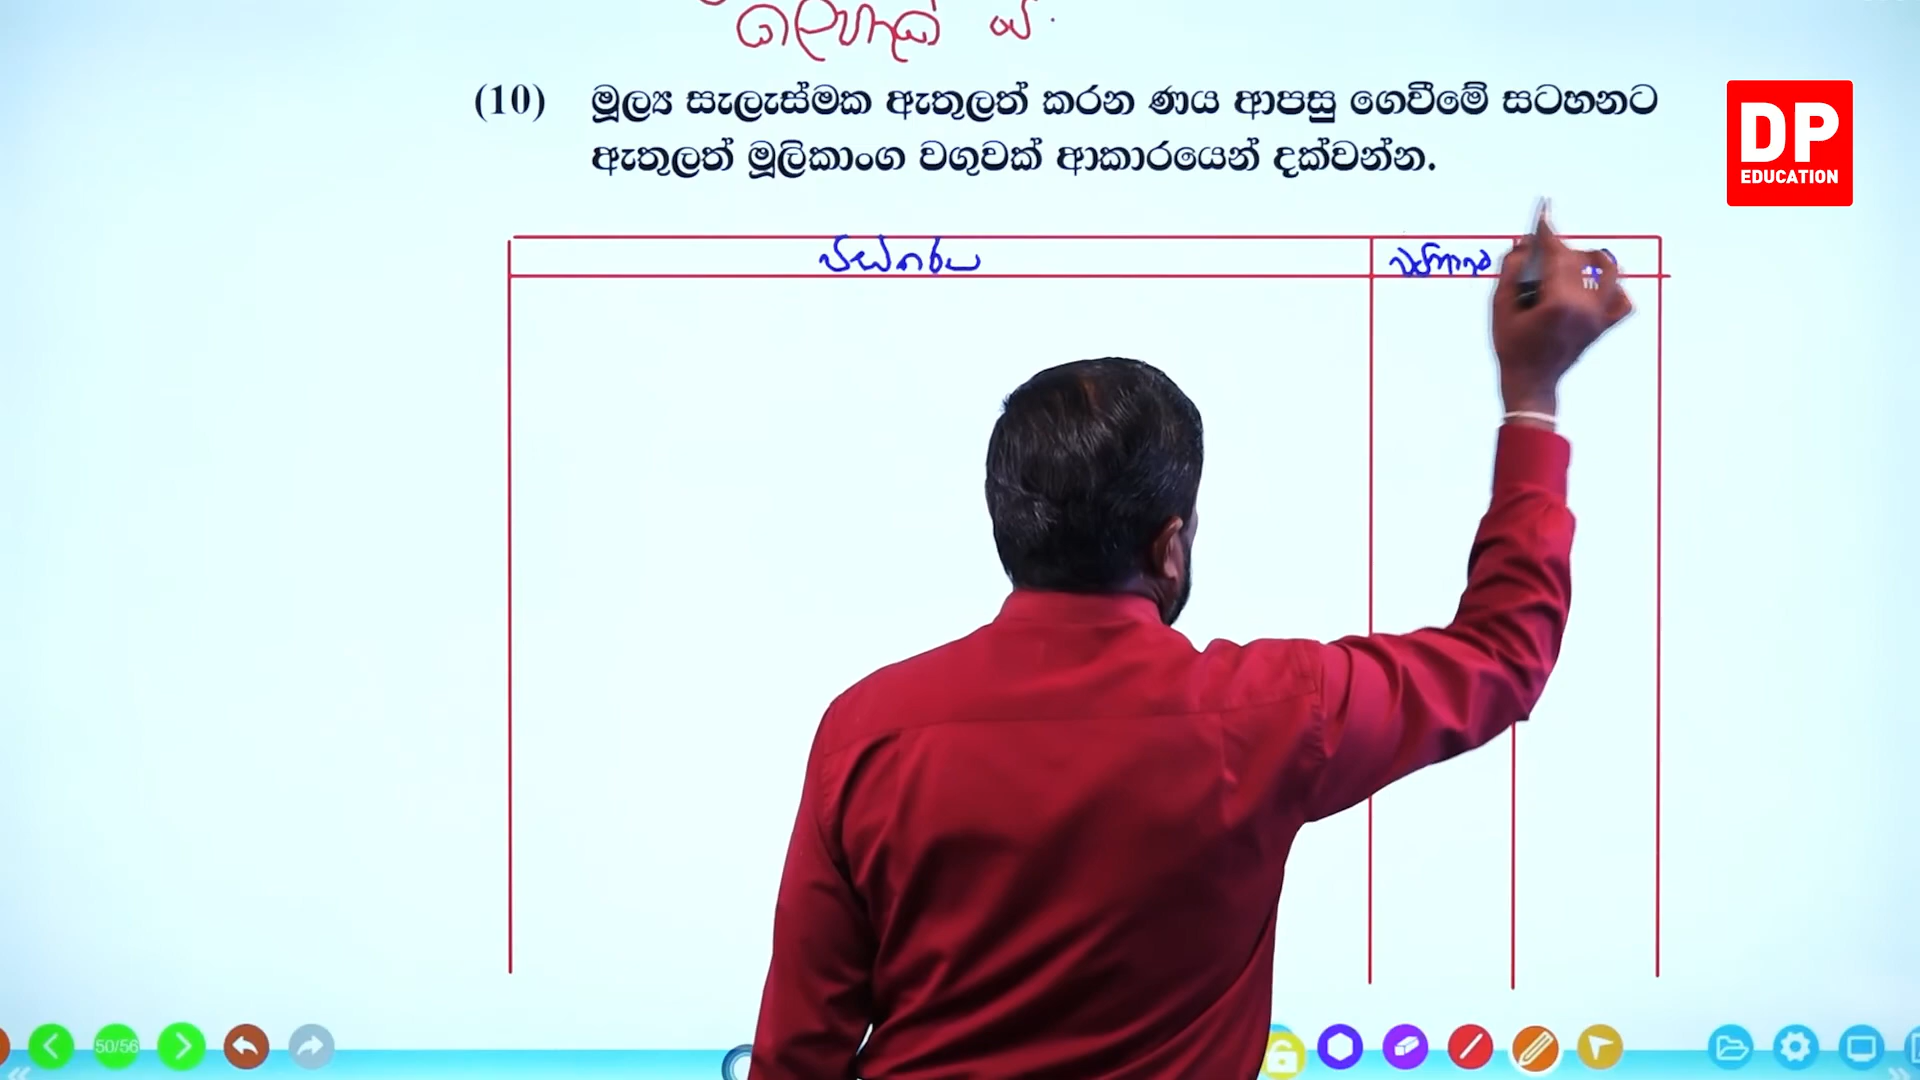 (10) මූල්‍ය සැලැස්මක ඇතුලත් කරන ණය ආපසු ගෙවීමේ සටහනට
ඇතුලත් මූලිකාංග වගුවක් ආකාරයෙන් දක්වන්න.
DP
EDUCATION
විස්තරය
50/56